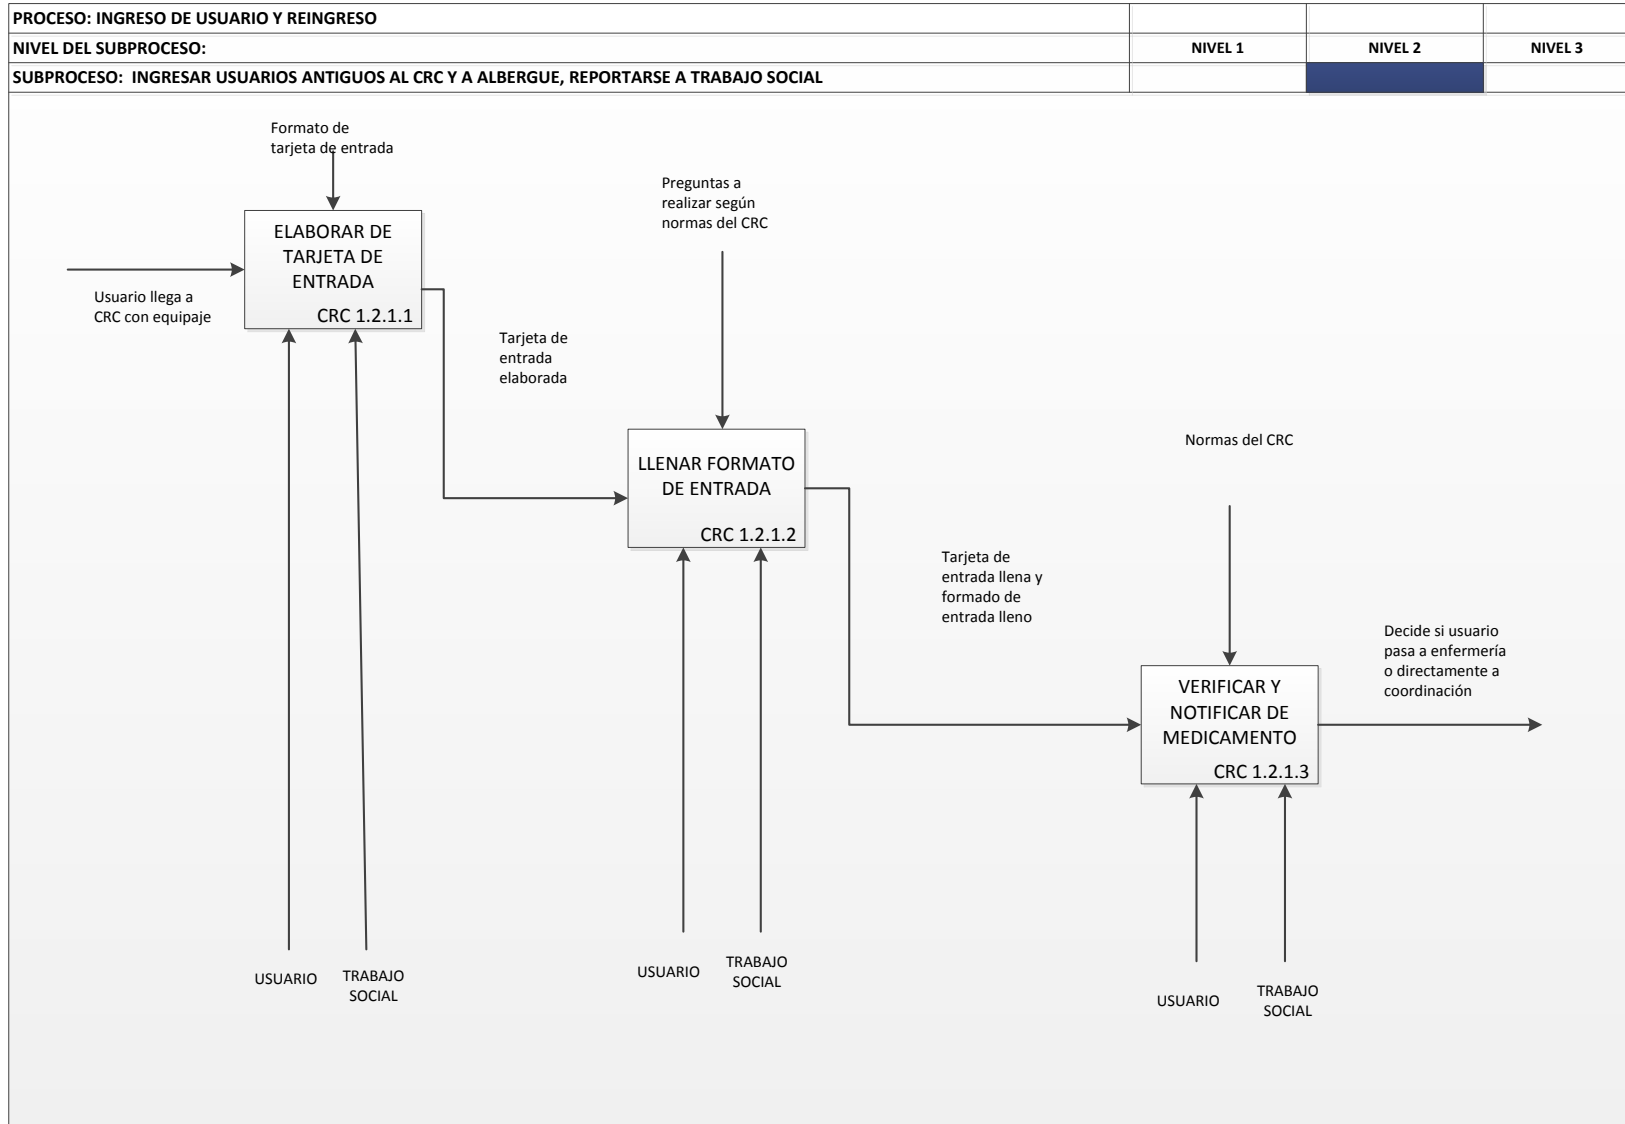 PROCESO: INGRESO DE USUARIO Y REINGRESO
NIVEL DEL SUBPROCESO:
NIVEL 1
NIVEL 2
NIVEL 3
SUBPROCESO: INGRESAR USUARIOS ANTIGUOS AL CRC Y A ALBERGUE, REPORTARSE A TRABAJO SOCIAL
Formato de
tarjeta de entrada
ELABORAR DE
TARJETA DE
ENTRADA
CRC 1.2.1.1
Usuario llega a
CRC con equipaje
Tarjeta de
entrada
elaborada
USUARIO
TRABAJO
SOCIAL
Preguntas a
realizar según
normas del CRC
LLENAR FORMATO
DE ENTRADA
CRC 1.2.1.2
Tarjeta de
entrada llena y
formado de
entrada lleno
USUARIO
TRABAJO
SOCIAL
Normas del CRC
VERIFICAR Y
NOTIFICAR DE
MEDICAMENTO
CRC 1.2.1.3
Decide si usuario
pasa a enfermería
o directamente a
coordinación
USUARIO
TRABAJO
SOCIAL